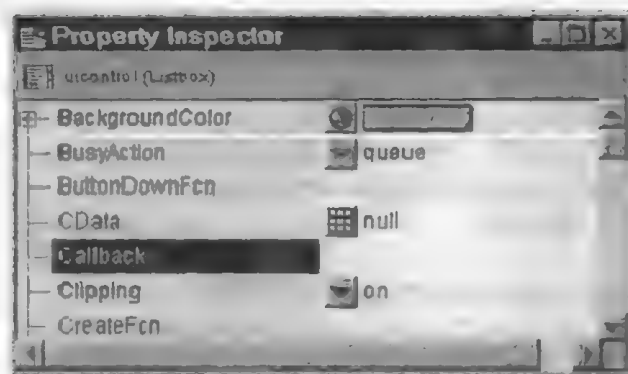 Property Inspector
uicontrol (Listbox)
BackgroundColor
BusyAction queue
ButtonDownFcn
CData null
Callback
Clipping on
CreateFcn